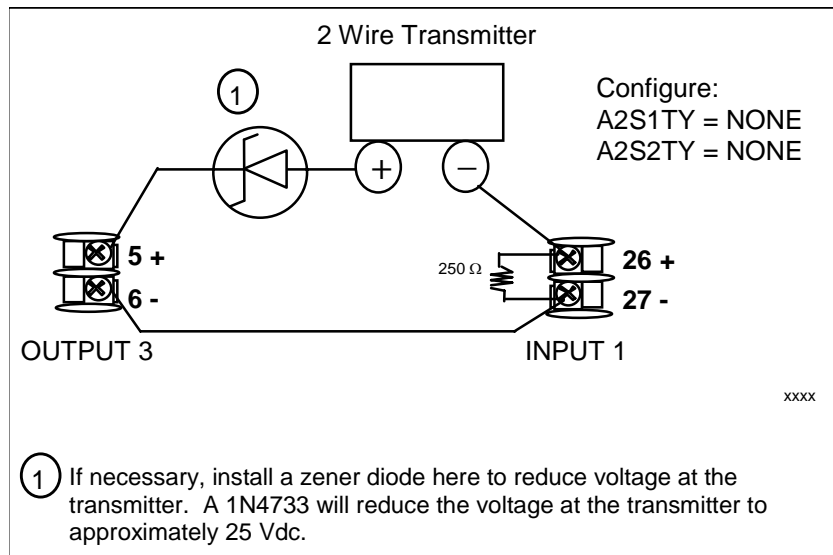 2 Wire Transmitter
1
Configure:
A2S1TY = NONE
A2S2TY = NONE
+ −
5 +
6 -
250 Ω
26 +
27 -
OUTPUT 3
INPUT 1
xxxx
1 If necessary, install a zener diode here to reduce voltage at the
transmitter. A 1N4733 will reduce the voltage at the transmitter to
approximately 25 Vdc.